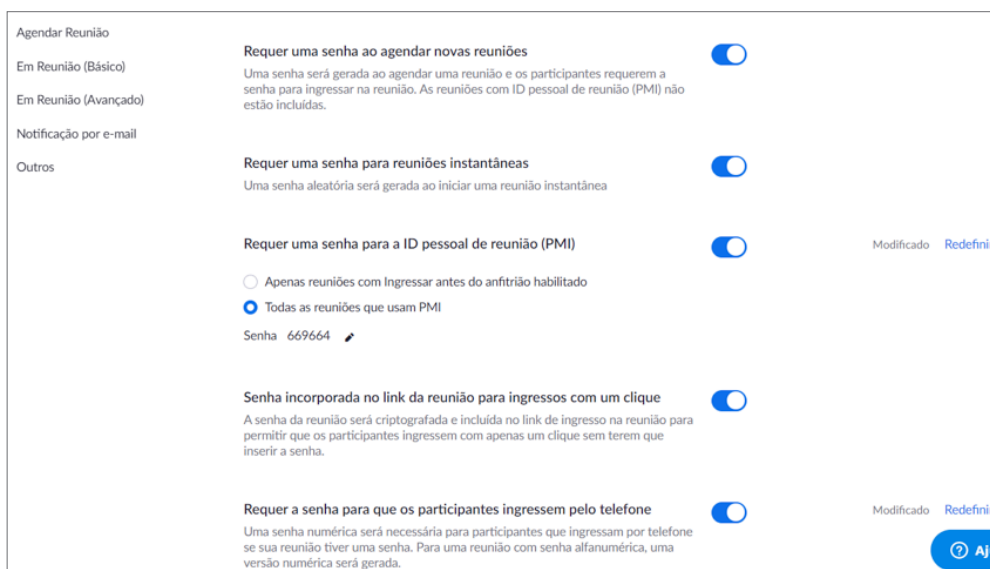 Agendar Reunião
Em Reunião (Básico)
Em Reunião (Avançado)
Notificação por e-mail
Outros
Requer uma senha ao agendar novas reuniões
Uma senha será gerada ao agendar uma reunião e os participantes requerem a
senha para ingressar na reunião. As reuniões com ID pessoal de reunião (PMI) não
estão incluídas.
Requer uma senha para reuniões instantâneas
Uma senha aleatória será gerada ao iniciar uma reunião instantânea
Requer uma senha para a ID pessoal de reunião (PMI)
Modificado Redefini
Apenas reuniões com Ingressar antes do anfitrião habilitado
Todas as reuniões que usam PMI
Senha 669664
Senha incorporada no link da reunião para ingressos com um clique
A senha da reunião será criptografada e incluída no link de ingresso na reunião para
permitir que os participantes ingressem com apenas um clique sem terem que
inserir a senha.
Requer a senha para que os participantes ingressem pelo telefone
Modificado Redefini
Uma senha numérica será necessária para participantes que ingressam por telefone
se sua reunião tiver uma senha. Para uma reunião com senha alfanumérica, uma
versão numérica será gerada.